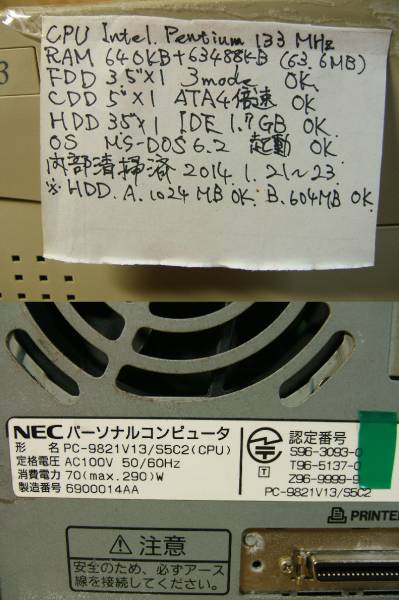 CPU Intel. Pentium 133 MHz
RAM 640KB+63488KB (63.6MB)
FDD 3.5"×1 3mode OK.
CDD 5"×1 ATA4倍速 OK
HDD 3.5"×1 IDE 1.7GB OK.
OS MS-DOS6.2 起動 OK
内部清掃済 2014.1.21~23
※HDD.A.1024MB OK.B.604MB OK.
3
NEC パーソナルコンピュータ
形名 PC-9821V13/S5C2(CPU)
定格電圧 AC100V 50/60Hz
消費電力 70(max.290)W
製造番号 6900014AA
T
認定番号
S96-3093-0
T96-5137-0
Z96-9999-9
PC-9821V13/S5C2
PRINTER
注意
安全のため、必ずアース
線を接続してください。